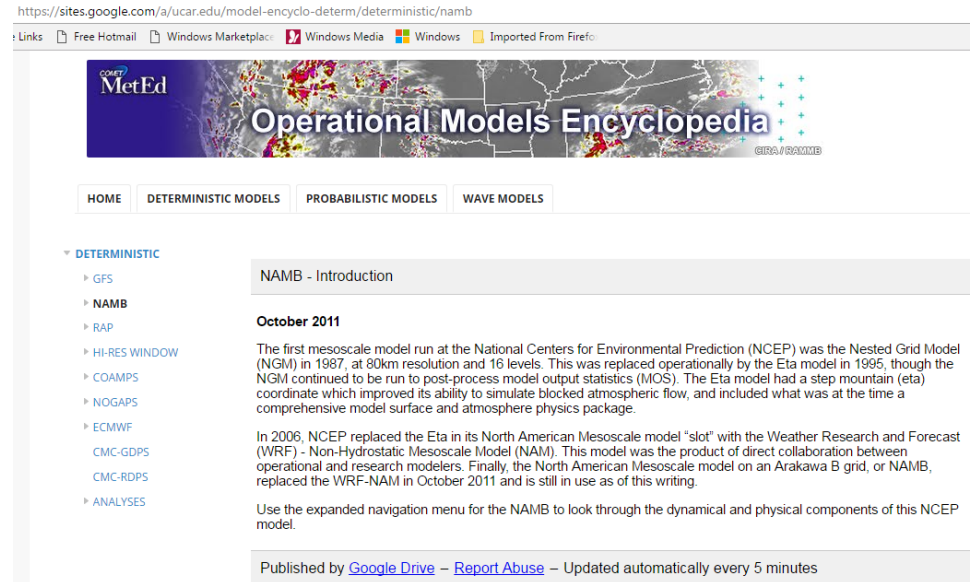 https://sites.google.com/a/ucar.edu/model-encyclo-determ/deterministic/namb
Links Free Hotmail Windows Marketplace Windows Media Windows Imported From Firefo
COMET
MetEd
Operational Models Encyclopedia
CIRA / RAMMB
HOME DETERMINISTIC MODELS PROBABILISTIC MODELS WAVE MODELS
DETERMINISTIC
GFS
NAMB
RAP
HI-RES WINDOW
COAMPS
NOGAPS
ECMWF
CMC-GDPS
CMC-RDPS
ANALYSES
NAMB - Introduction
October 2011
The first mesoscale model run at the National Centers for Environmental Prediction (NCEP) was the Nested Grid Model
(NGM) in 1987, at 80km resolution and 16 levels. This was replaced operationally by the Eta model in 1995, though the
NGM continued to be run to post-process model output statistics (MOS). The Eta model had a step mountain (eta)
coordinate which improved its ability to simulate blocked atmospheric flow, and included what was at the time a
comprehensive model surface and atmosphere physics package.
In 2006, NCEP replaced the Eta in its North American Mesoscale model “slot” with the Weather Research and Forecast
(WRF) - Non-Hydrostatic Mesoscale Model (NAM). This model was the product of direct collaboration between
operational and research modelers. Finally, the North American Mesoscale model on an Arakawa B grid, or NAMB,
replaced the WRF-NAM in October 2011 and is still in use as of this writing.
Use the expanded navigation menu for the NAMB to look through the dynamical and physical components of this NCEP
model.
Published by Google Drive – Report Abuse – Updated automatically every 5 minutes